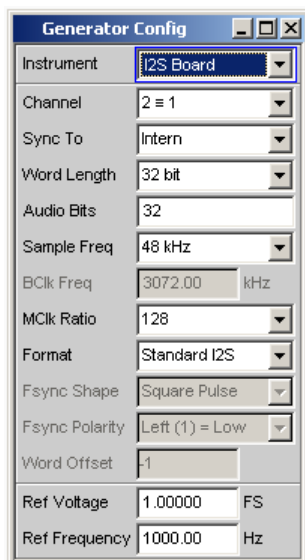 Generator Config
Instrument I2S Board
Channel 2 ≡ 1
Sync To Intern
Word Length 32 bit
Audio Bits 32
Sample Freq 48 kHz
BClk Freq 3072.00 kHz
MClk Ratio 128
Format Standard I2S
Fsync Shape Square Pulse
Fsync Polarity Left (1) = Low
Word Offset -1
Ref Voltage 1.00000 FS
Ref Frequency 1000.00 Hz